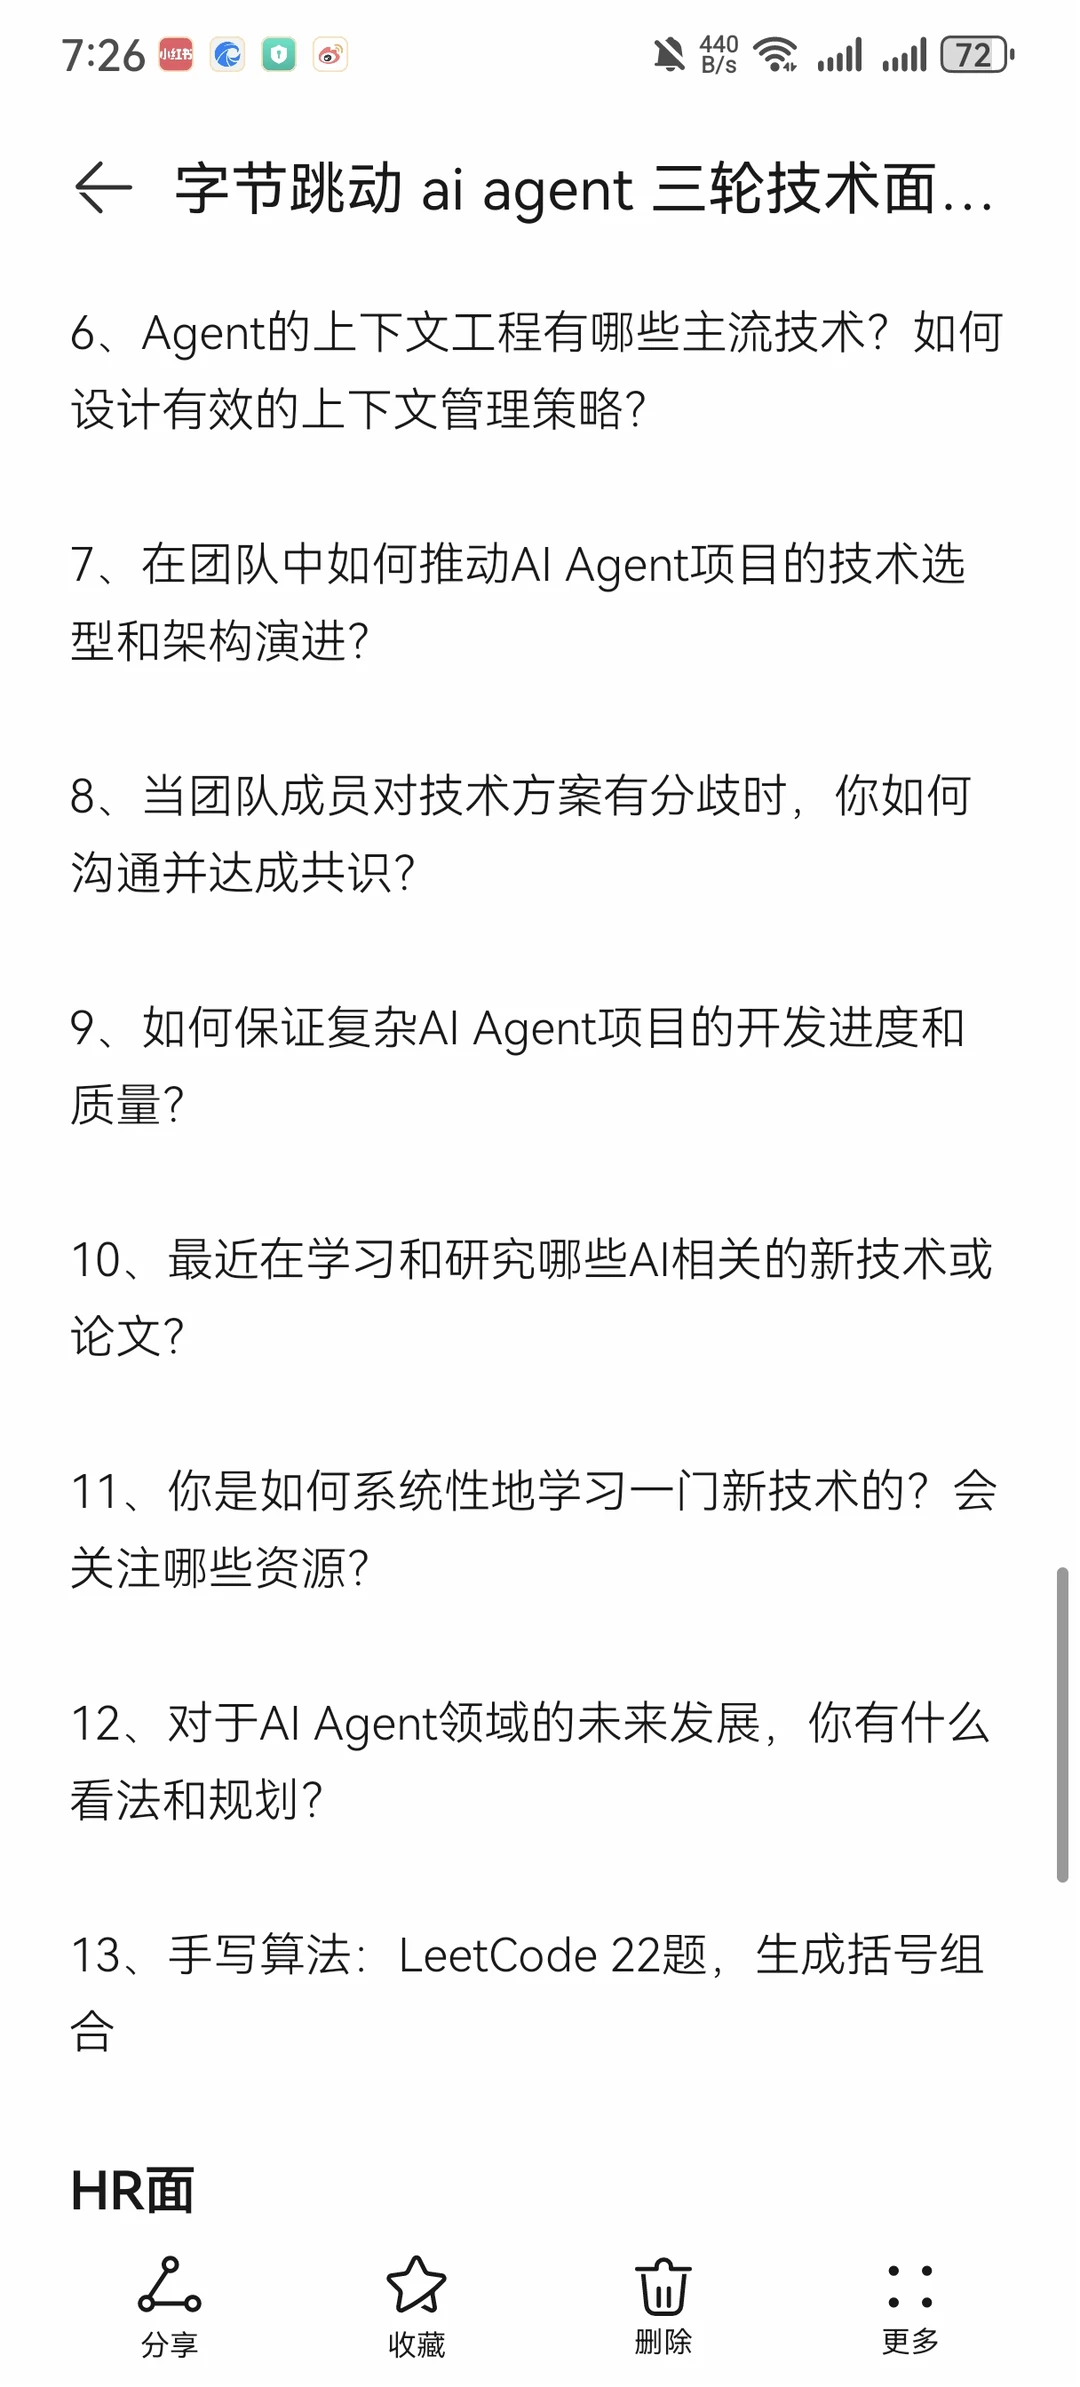 7:26
小红书
440
B/s
72
字节跳动 ai agent 三轮技术面...
6、Agent的上下文工程有哪些主流技术？如何
设计有效的上下文管理策略？
7、在团队中如何推动AI Agent项目的技术选
型和架构演进？
8、当团队成员对技术方案有分歧时，你如何
沟通并达成共识？
9、如何保证复杂AI Agent项目的开发进度和
质量？
10、最近在学习和研究哪些AI相关的新技术或
论文？
11、你是如何系统性地学习一门新技术的？会
关注哪些资源？
12、对于AI Agent领域的未来发展，你有什么
看法和规划？
13、手写算法：LeetCode 22题，生成括号组
合
HR面
分享
收藏
删除
更多